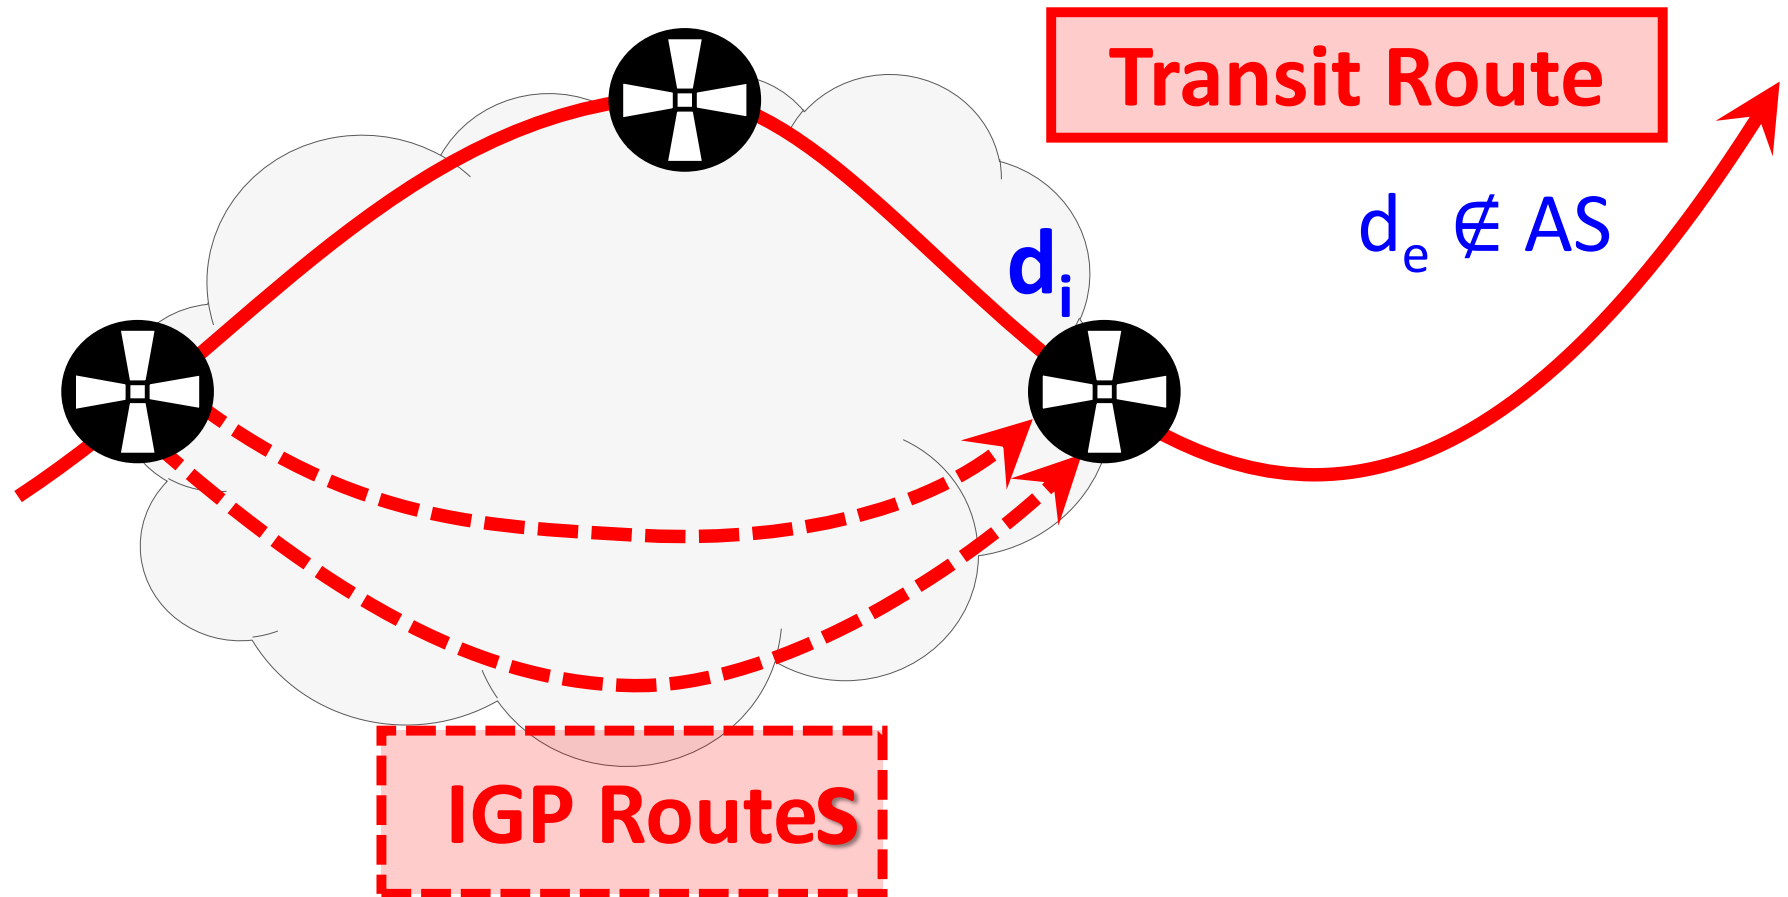 Transit Route
dₑ ∉ AS
dᵢ
IGP RouteS